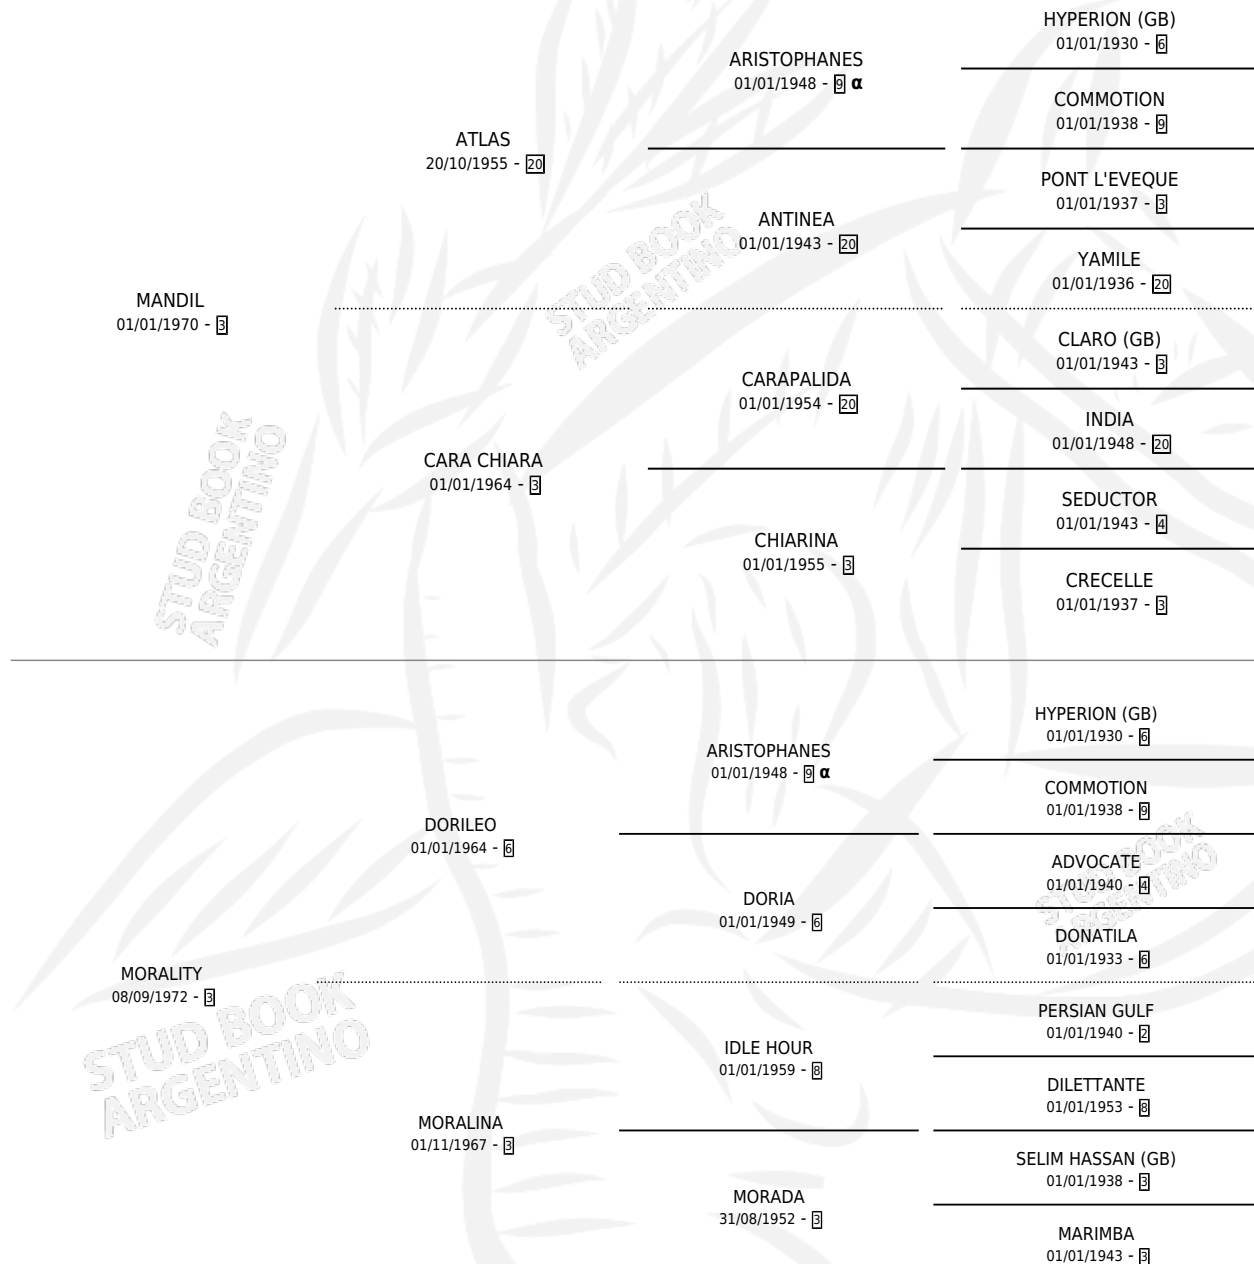 HYPERION (GB)
01/01/1930 - 6
ARISTOPHANES
01/01/1948 - 9 α
COMMOTION
01/01/1938 - 9
ATLAS
20/10/1955 - 20
PONT L'EVEQUE
01/01/1937 - 3
ANTINEA
01/01/1943 - 20
YAMILE
01/01/1936 - 20
MANDIL
01/01/1970 - 3
STUD BOOK
ARGENTINO
CLARO (GB)
01/01/1943 - 3
CARAPALIDA
01/01/1954 - 20
INDIA
01/01/1948 - 20
CARA CHIARA
01/01/1964 - 3
SEDUCTOR
01/01/1943 - 4
CHIARINA
01/01/1955 - 3
CRECELLE
01/01/1937 - 3
STUD BOOK
ARGENTINO
HYPERION (GB)
01/01/1930 - 6
ARISTOPHANES
01/01/1948 - 9 α
COMMOTION
01/01/1938 - 9
DORILEO
01/01/1964 - 6
ADVOCATE
01/01/1940 - 4
DORIA
01/01/1949 - 6
DONATILA
01/01/1933 - 6
STUD BOOK
ARGENTINO
MORALITY
08/09/1972 - 3
PERSIAN GULF
01/01/1940 - 2
IDLE HOUR
01/01/1959 - 8
DILETTANTE
01/01/1953 - 8
STUD BOOK
ARGENTINO
MORALINA
01/11/1967 - 3
SELIM HASSAN (GB)
01/01/1938 - 3
MORADA
31/08/1952 - 3
MARIMBA
01/01/1943 - 3